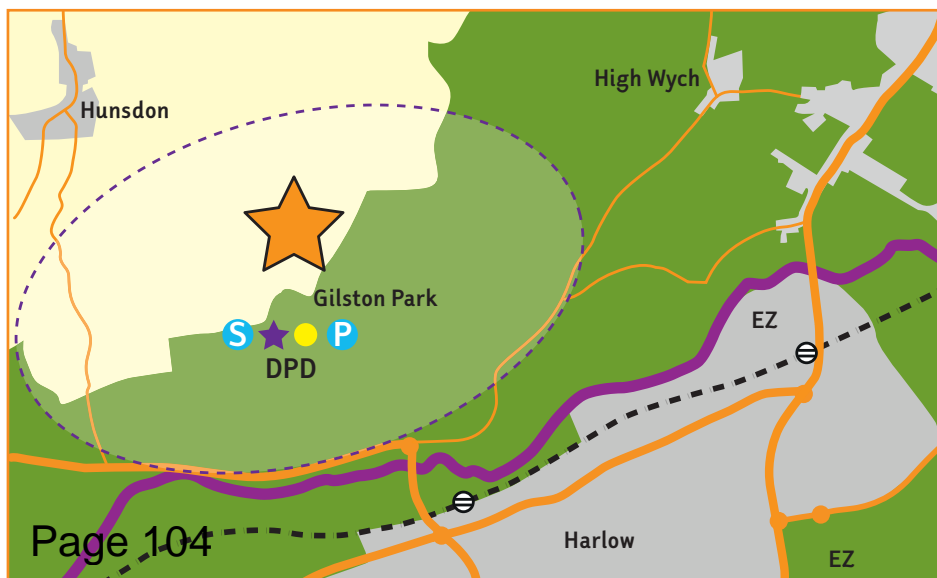 High Wych
Hunsdon
Gilston Park
S P
DPD
EZ
Page 104
Harlow
EZ